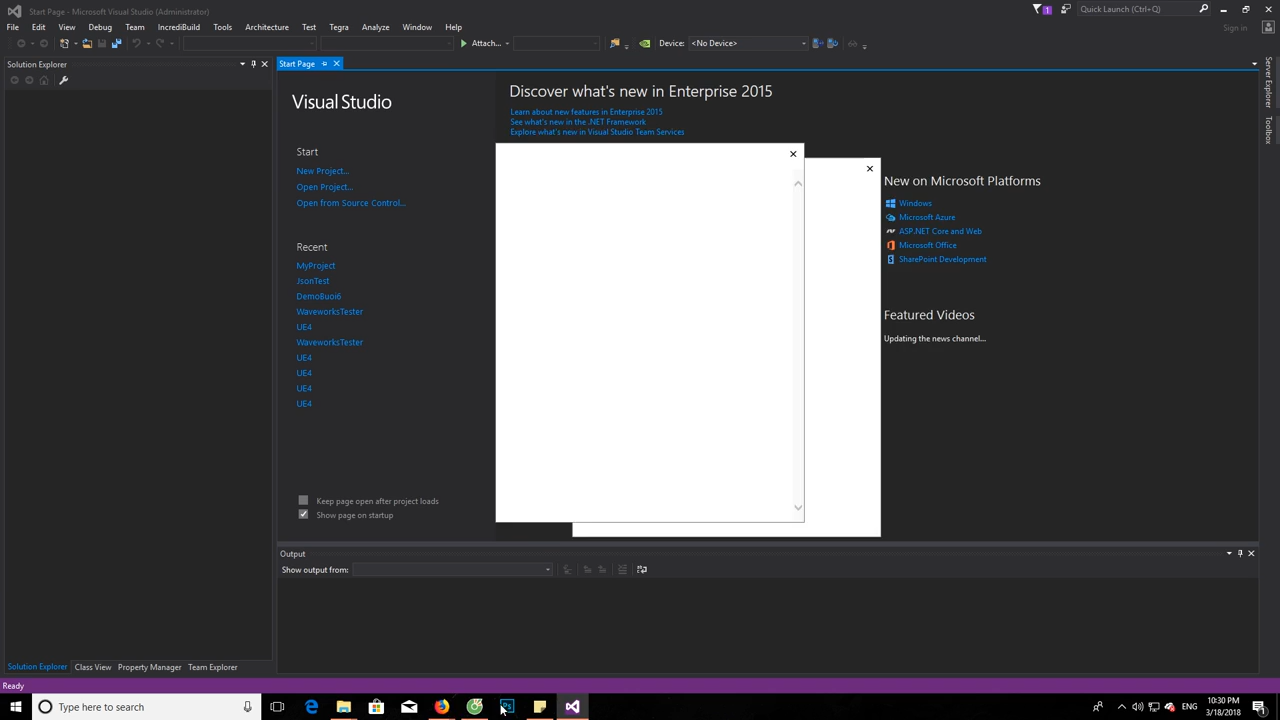 Start Page - Microsoft Visual Studio (Administrator)
1
Quick Launch (Ctrl+Q)
File Edit View Debug Team IncrediBuild Tools Architecture Test Tegra Analyze Window Help
Sign in
Attach...
Device: <No Device>
Solution Explorer
Start Page
Server Explorer
Toolbox
Visual Studio
Discover what's new in Enterprise 2015
Learn about new features in Enterprise 2015
See what's new in the .NET Framework
Explore what's new in Visual Studio Team Services
Start
New Project...
Open Project...
Open from Source Control...
New on Microsoft Platforms
Windows
Microsoft Azure
ASP.NET Core and Web
Microsoft Office
SharePoint Development
Recent
MyProject
JsonTest
DemoBuoi6
WaveworksTester
UE4
WaveworksTester
UE4
UE4
UE4
UE4
Featured Videos
Updating the news channel...
Keep page open after project loads
Show page on startup
Output
Show output from:
Solution Explorer Class View Property Manager Team Explorer
Ready
Type here to search
Ps
ENG
10:30 PM
3/18/2018